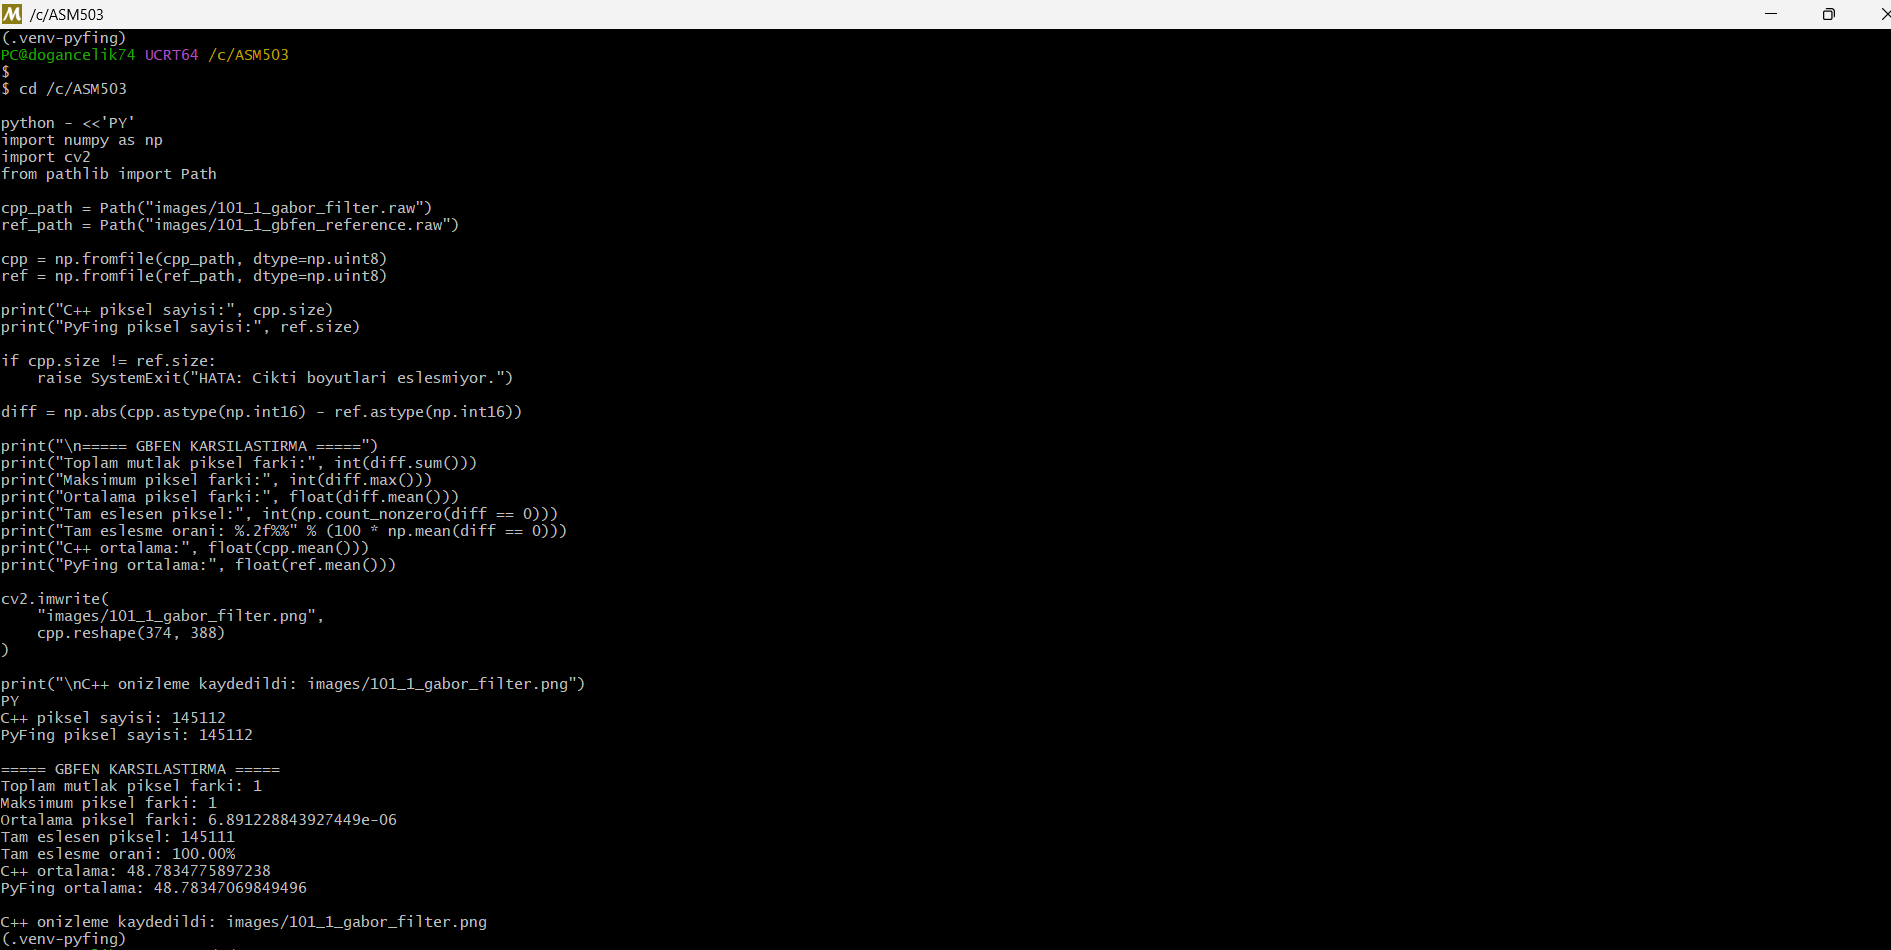 /c/ASM503
(.venv-pyfing)
PC@dogancelik74 UCRT64 /c/ASM503
$
$ cd /c/ASM503
python - <<'PY'
import numpy as np
import cv2
from pathlib import Path
cpp_path = Path("images/101_1_gabor_filter.raw")
ref_path = Path("images/101_1_gbfen_reference.raw")
cpp = np.fromfile(cpp_path, dtype=np.uint8)
ref = np.fromfile(ref_path, dtype=np.uint8)
print("C++ piksel sayisi:", cpp.size)
print("PyFing piksel sayisi:", ref.size)
if cpp.size != ref.size:
    raise SystemExit("HATA: Cikti boyutlari eslesmiyor.")
diff = np.abs(cpp.astype(np.int16) - ref.astype(np.int16))
print("\n===== GBFEN KARSILASTIRMA =====")
print("Toplam mutlak piksel farki:", int(diff.sum()))
print("Maksimum piksel farki:", int(diff.max()))
print("Ortalama piksel farki:", float(diff.mean()))
print("Tam eslesen piksel:", int(np.count_nonzero(diff == 0)))
print("Tam eslesme orani: %.2f%%" % (100 * np.mean(diff == 0)))
print("C++ ortalama:", float(cpp.mean()))
print("PyFing ortalama:", float(ref.mean()))
cv2.imwrite(
    "images/101_1_gabor_filter.png",
    cpp.reshape(374, 388)
)
print("\nC++ onizleme kaydedildi: images/101_1_gabor_filter.png")
PY
C++ piksel sayisi: 145112
PyFing piksel sayisi: 145112
===== GBFEN KARSILASTIRMA =====
Toplam mutlak piksel farki: 1
Maksimum piksel farki: 1
Ortalama piksel farki: 6.891228843927449e-06
Tam eslesen piksel: 145111
Tam eslesme orani: 100.00%
C++ ortalama: 48.7834775897238
PyFing ortalama: 48.78347069849496
C++ onizleme kaydedildi: images/101_1_gabor_filter.png
(.venv-pyfing)